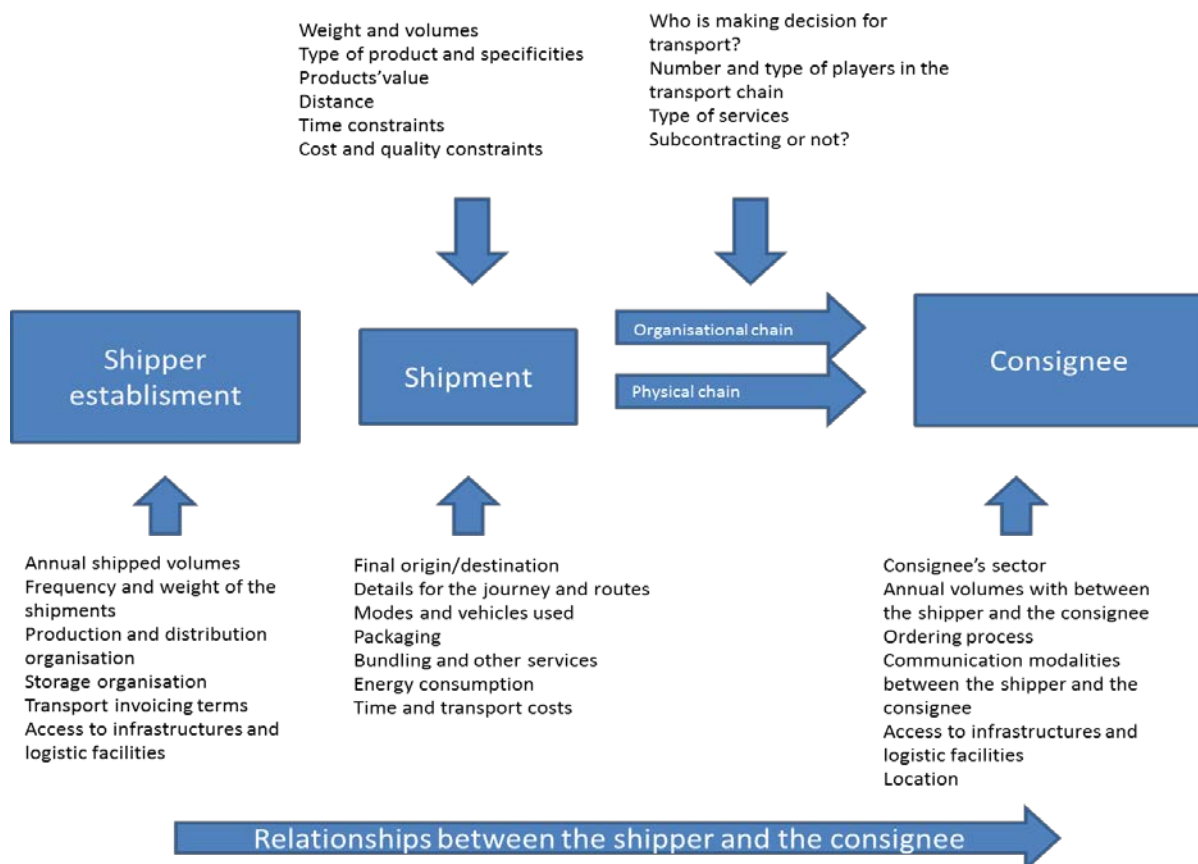 Weight and volumes
Type of product and specificities
Products’value
Distance
Time constraints
Cost and quality constraints
Who is making decision for
transport?
Number and type of players in the
transport chain
Type of services
Subcontracting or not?
Shipper
establisment
Shipment
Organisational chain
Physical chain
Consignee
Annual shipped volumes
Frequency and weight of the
shipments
Production and distribution
organisation
Storage organisation
Transport invoicing terms
Access to infrastructures and
logistic facilities
Final origin/destination
Details for the journey and routes
Modes and vehicles used
Packaging
Bundling and other services
Energy consumption
Time and transport costs
Consignee’s sector
Annual volumes with between
the shipper and the consignee
Ordering process
Communication modalities
between the shipper and the
consignee
Access to infrastructures and
logistic facilities
Location
Relationships between the shipper and the consignee